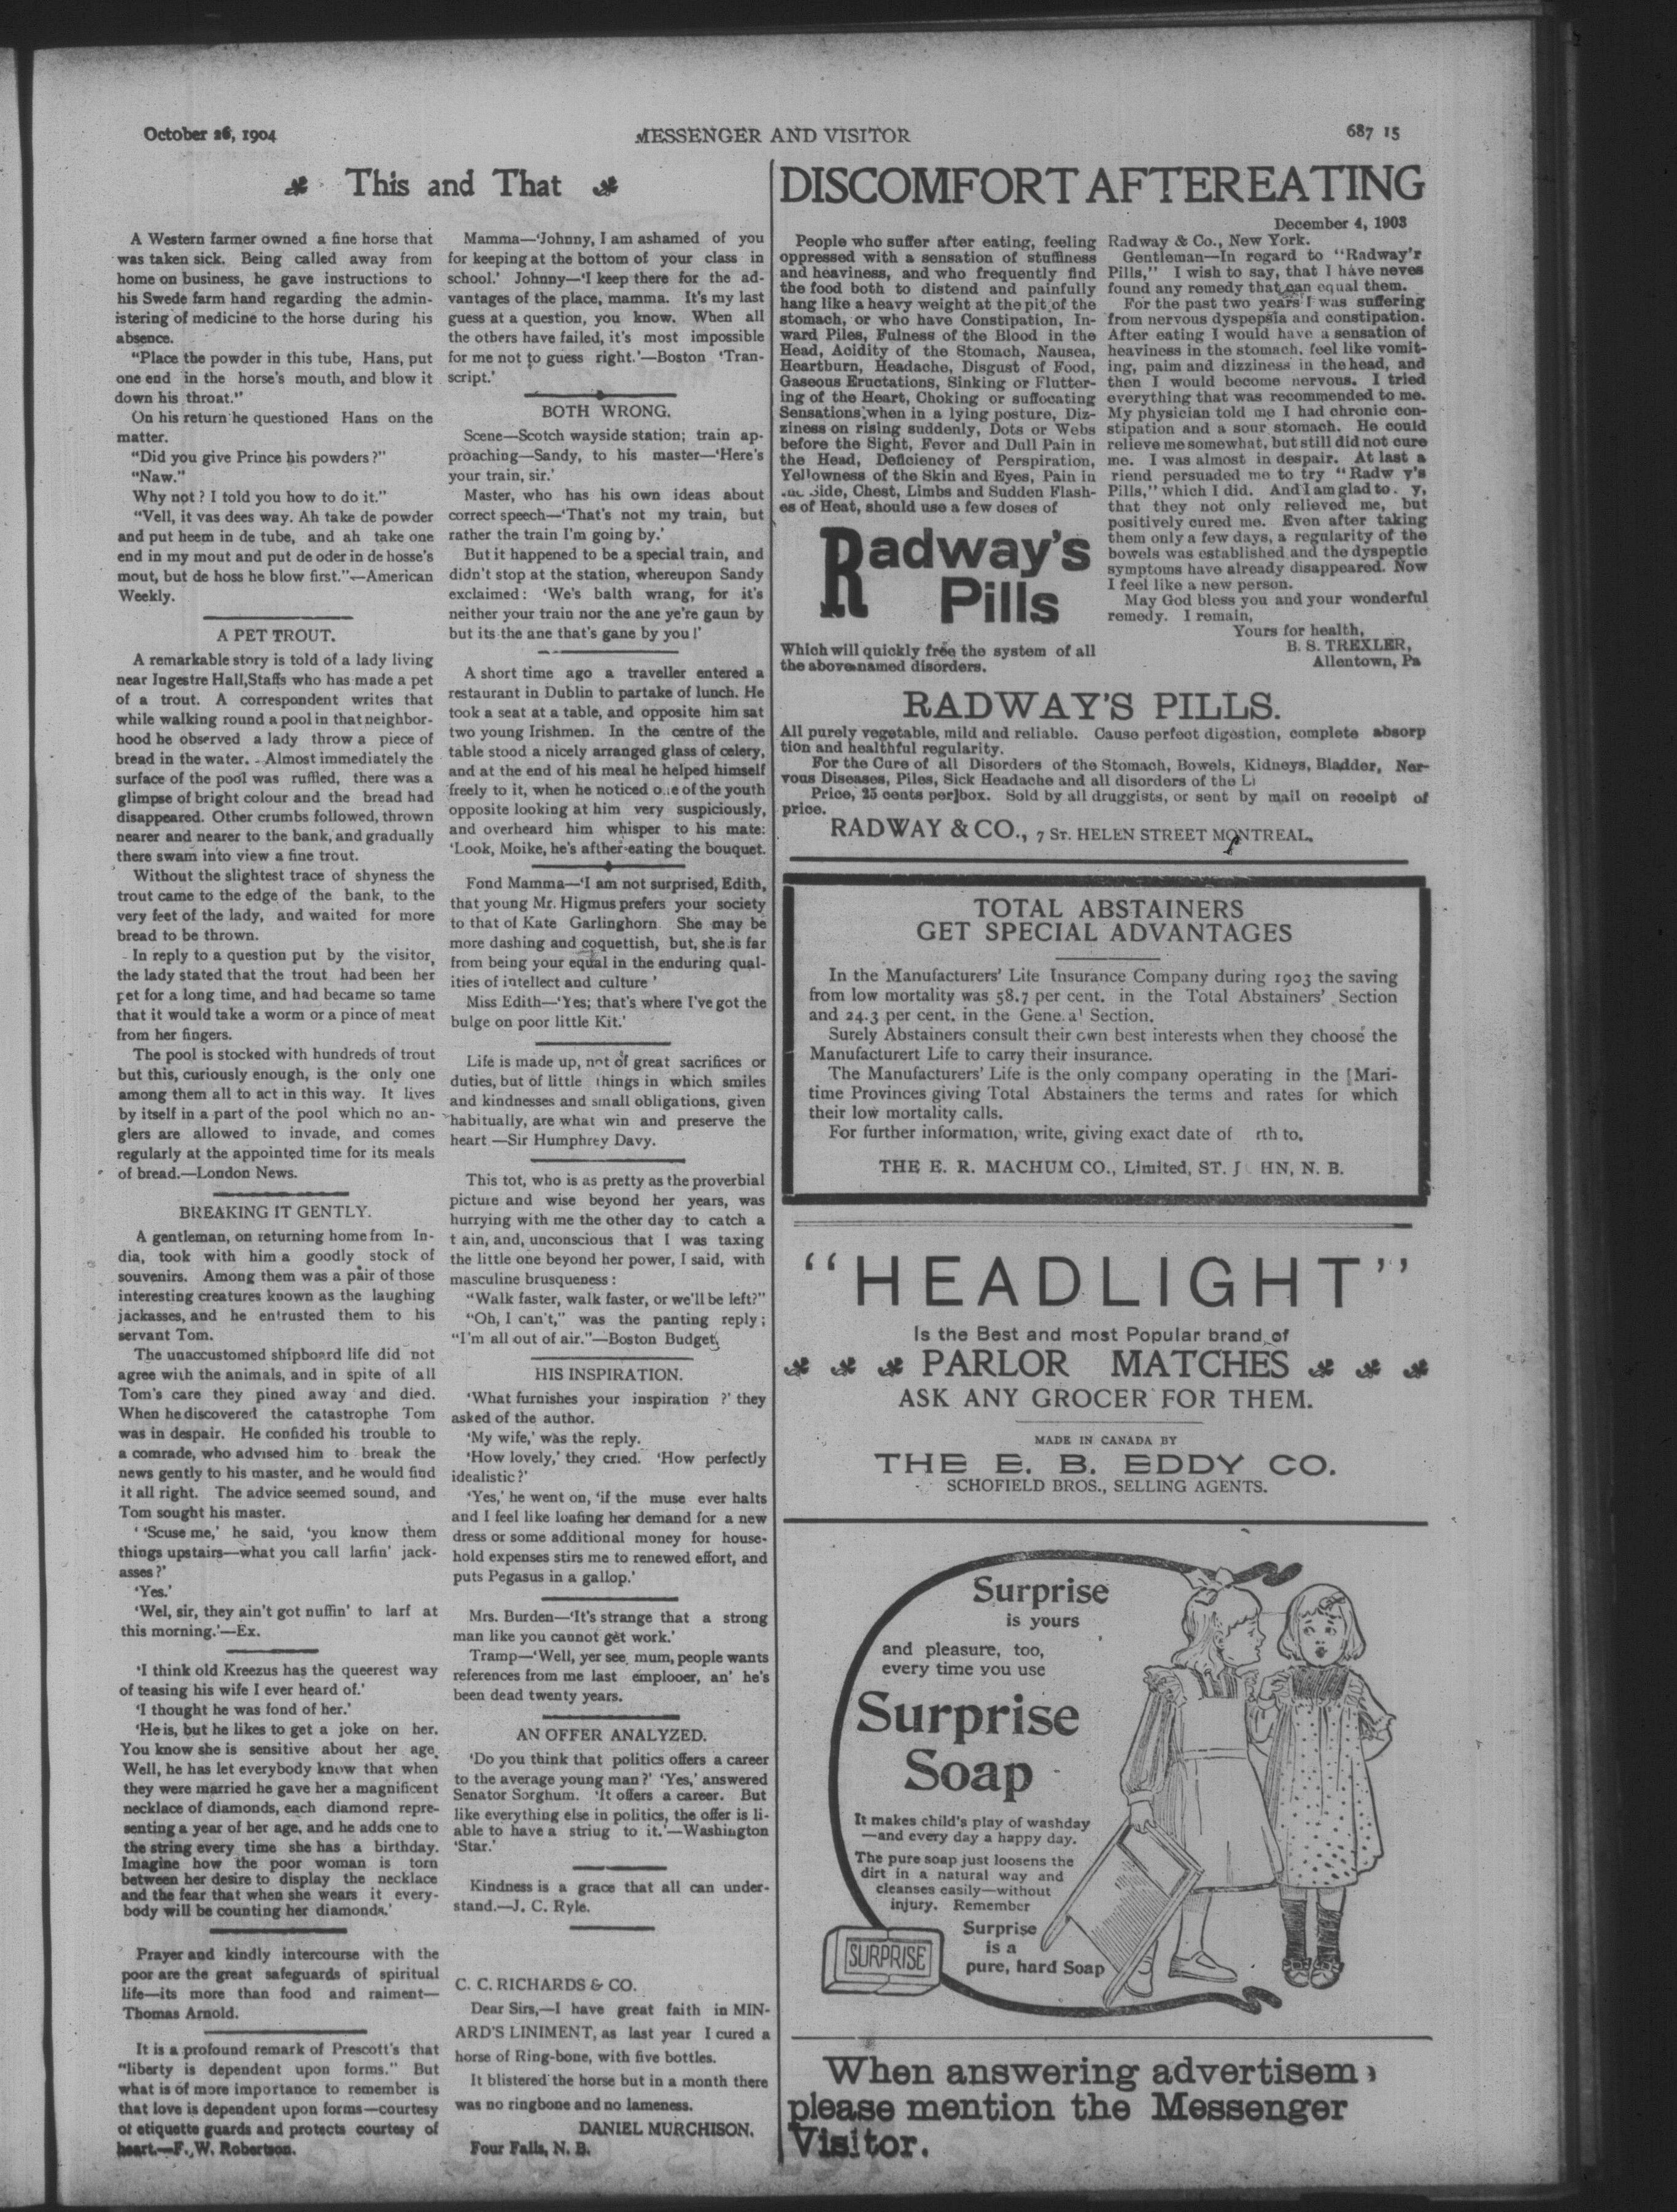 October 26, 1904
MESSENGER AND VISITOR
687 15
This and That
A Western farmer owned a fine horse that
was taken sick. Being called away from
home on business, he gave instructions to
his Swede farm hand regarding the admin-
istering of medicine to the horse during his
absence.
"Place the powder in this tube, Hans, put
one end in the horse's mouth, and blow it
down his throat."
On his return he questioned Hans on the
matter.
"Did you give Prince his powders?"
"Naw."
Why not? I told you how to do it."
"Vell, it vas dees way. Ah take de powder
and put heem in de tube, and ah take one
end in my mout and put de oder in de hosse's
mout, but de hoss he blow first."—American
Weekly.
A PET TROUT.
A remarkable story is told of a lady living
near Ingestre Hall,Staffs who has made a pet
of a trout. A correspondent writes that
while walking round a pool in that neighbor-
hood he observed a lady throw a piece of
bread in the water. Almost immediately the
surface of the pool was ruffled, there was a
glimpse of bright colour and the bread had
disappeared. Other crumbs followed, thrown
nearer and nearer to the bank, and gradually
there swam into view a fine trout.
Without the slightest trace of shyness the
trout came to the edge of the bank, to the
very feet of the lady, and waited for more
bread to be thrown.
In reply to a question put by the visitor,
the lady stated that the trout had been her
pet for a long time, and had became so tame
that it would take a worm or a pince of meat
from her fingers.
The pool is stocked with hundreds of trout
but this, curiously enough, is the only one
among them all to act in this way. It lives
by itself in a part of the pool which no an-
glers are allowed to invade, and comes
regularly at the appointed time for its meals
of bread.—London News.
BREAKING IT GENTLY.
A gentleman, on returning home from In-
dia, took with him a goodly stock of
souvenirs. Among them was a pair of those
interesting creatures known as the laughing
jackasses, and he entrusted them to his
servant Tom.
The unaccustomed shipboard life did not
agree with the animals, and in spite of all
Tom's care they pined away and died.
When he discovered the catastrophe Tom
was in despair. He confided his trouble to
a comrade, who advised him to break the
news gently to his master, and he would find
it all right. The advice seemed sound, and
Tom sought his master.
' 'Scuse me,' he said, 'you know them
things upstairs—what you call larfin' jack-
asses?'
'Yes.'
'Wel, sir, they ain't got nuffin' to larf at
this morning.'—Ex.
'I think old Kreezus has the queerest way
of teasing his wife I ever heard of.'
'I thought he was fond of her.'
'He is, but he likes to get a joke on her.
You know she is sensitive about her age.
Well, he has let everybody know that when
they were married he gave her a magnificent
necklace of diamonds, each diamond repre-
senting a year of her age, and he adds one to
the string every time she has a birthday.
Imagine how the poor woman is torn
between her desire to display the necklace
and the fear that when she wears it every-
body will be counting her diamonds.'
Prayer and kindly intercourse with the
poor are the great safeguards of spiritual
life—its more than food and raiment—
Thomas Arnold.
It is a profound remark of Prescott's that
"liberty is dependent upon forms." But
what is of more importance to remember is
that love is dependent upon forms—courtesy
of etiquette guards and protects courtesy of
heart.—F. W. Robertson.
Mamma—'Johnny, I am ashamed of you
for keeping at the bottom of your class in
school.' Johnny—'I keep there for the ad-
vantages of the place, mamma. It's my last
guess at a question, you know. When all
the others have failed, it's most impossible
for me not to guess right.'—Boston 'Tran-
script.'
BOTH WRONG.
Scene—Scotch wayside station; train ap-
proaching—Sandy, to his master—'Here's
your train, sir.'
Master, who has his own ideas about
correct speech—'That's not my train, but
rather the train I'm going by.'
But it happened to be a special train, and
didn't stop at the station, whereupon Sandy
exclaimed: 'We's balth wrang, for it's
neither your train nor the ane ye're gaun by
but its the ane that's gane by you!'
A short time ago a traveller entered a
restaurant in Dublin to partake of lunch. He
took a seat at a table, and opposite him sat
two young Irishmen. In the centre of the
table stood a nicely arranged glass of celery,
and at the end of his meal he helped himself
freely to it, when he noticed o..e of the youth
opposite looking at him very suspiciously,
and overheard him whisper to his mate:
'Look, Moike, he's afther eating the bouquet.
Fond Mamma—'I am not surprised, Edith,
that young Mr. Higmus prefers your society
to that of Kate Garlinghorn. She may be
more dashing and coquettish, but, she is far
from being your equal in the enduring qual-
ities of intellect and culture '
Miss Edith—'Yes; that's where I've got the
bulge on poor little Kit.'
Life is made up, not of great sacrifices or
duties, but of little things in which smiles
and kindnesses and small obligations, given
habitually, are what win and preserve the
heart —Sir Humphrey Davy.
This tot, who is as pretty as the proverbial
picture and wise beyond her years, was
hurrying with me the other day to catch a
t ain, and, unconscious that I was taxing
the little one beyond her power, I said, with
masculine brusqueness:
"Walk faster, walk faster, or we'll be left?"
"Oh, I can't," was the panting reply;
"I'm all out of air."—Boston Budget.
HIS INSPIRATION.
'What furnishes your inspiration ?' they
asked of the author.
'My wife,' was the reply.
'How lovely,' they cried. 'How perfectly
idealistic?'
'Yes,' he went on, 'if the muse ever halts
and I feel like loafing her demand for a new
dress or some additional money for house-
hold expenses stirs me to renewed effort, and
puts Pegasus in a gallop.'
Mrs. Burden—'It's strange that a strong
man like you cannot get work.'
Tramp—'Well, yer see, mum, people wants
references from me last emplooer, an' he's
been dead twenty years.
AN OFFER ANALYZED.
'Do you think that politics offers a career
to the average young man?' 'Yes,' answered
Senator Sorghum. 'It offers a career. But
like everything else in politics, the offer is li-
able to have a striug to it.'—Washington
'Star.'
Kindness is a grace that all can under-
stand.—J. C. Ryle.
C. C. RICHARDS & CO.
Dear Sirs,—I have great faith in MIN-
ARD'S LINIMENT, as last year I cured a
horse of Ring-bone, with five bottles.
It blistered the horse but in a month there
was no ringbone and no lameness.
DANIEL MURCHISON.
Four Falls, N. B.
DISCOMFORT AFTER EATING
People who suffer after eating, feeling
oppressed with a sensation of stuffiness
and heaviness, and who frequently find
the food both to distend and painfully
hang like a heavy weight at the pit of the
stomach, or who have Constipation, In-
ward Piles, Fulness of the Blood in the
Head, Acidity of the Stomach, Nausea,
Heartburn, Headache, Disgust of Food,
Gaseous Eructations, Sinking or Flutter-
ing of the Heart, Choking or suffocating
Sensations when in a lying posture, Diz-
ziness on rising suddenly, Dots or Webs
before the Sight, Fever and Dull Pain in
the Head, Deficiency of Perspiration,
Yellowness of the Skin and Eyes, Pain in
Side, Chest, Limbs and Sudden Flash-
es of Heat, should use a few doses of
Radway's
Pills
Which will quickly free the system of all
the above named disorders.
December 4, 1903
Radway & Co., New York.
Gentleman—In regard to "Radway'r
Pills," I wish to say, that I have neves
found any remedy that can equal them.
For the past two years I was suffering
from nervous dyspepsia and constipation.
After eating I would have a sensation of
heaviness in the stomach, feel like vomit-
ing, paim and dizziness in the head, and
then I would become nervous. I tried
everything that was recommended to me.
My physician told me I had chronic con-
stipation and a sour stomach. He could
relieve me somewhat, but still did not cure
me. I was almost in despair. At last a
riend persuaded me to try "Radw y's
Pills," which I did. And I am glad to . y,
that they not only relieved me, but
positively cured me. Even after taking
them only a few days, a regularity of the
bowels was established and the dyspeptic
symptoms have already disappeared. Now
I feel like a new person.
May God bless you and your wonderful
remedy. I remain,
Yours for health,
B. S. TREXLER,
Allentown, Pa
RADWAY'S PILLS.
All purely vegetable, mild and reliable. Cause perfect digestion, complete absorp
tion and healthful regularity.
For the Cure of all Disorders of the Stomach, Bowels, Kidneys, Bladder, Ner-
vous Diseases, Piles, Sick Headache and all disorders of the Li
Price, 25 cents per box. Sold by all druggists, or sent by mail on receipt of
price.
RADWAY & CO., 7 ST. HELEN STREET MONTREAL.
TOTAL ABSTAINERS
GET SPECIAL ADVANTAGES
In the Manufacturers' Life Insurance Company during 1903 the saving
from low mortality was 58.7 per cent. in the Total Abstainers' Section
and 24.3 per cent. in the Gene.al Section.
Surely Abstainers consult their own best interests when they choose the
Manufacturert Life to carry their insurance.
The Manufacturers' Life is the only company operating in the Mari-
time Provinces giving Total Abstainers the terms and rates for which
their low mortality calls.
For further information, write, giving exact date of rth to,
THE E. R. MACHUM CO., Limited, ST. J HN, N. B.
"HEADLIGHT"
Is the Best and most Popular brand of
PARLOR MATCHES
ASK ANY GROCER FOR THEM.
MADE IN CANADA BY
THE E. B. EDDY CO.
SCHOFIELD BROS., SELLING AGENTS.
Surprise
is yours
and pleasure, too,
every time you use
Surprise
Soap
It makes child's play of washday
—and every day a happy day.
The pure soap just loosens the
dirt in a natural way and
cleanses easily—without
injury. Remember
Surprise
is a
pure, hard Soap
SURPRISE
When answering advertisem
please mention the Messenger
Visitor.